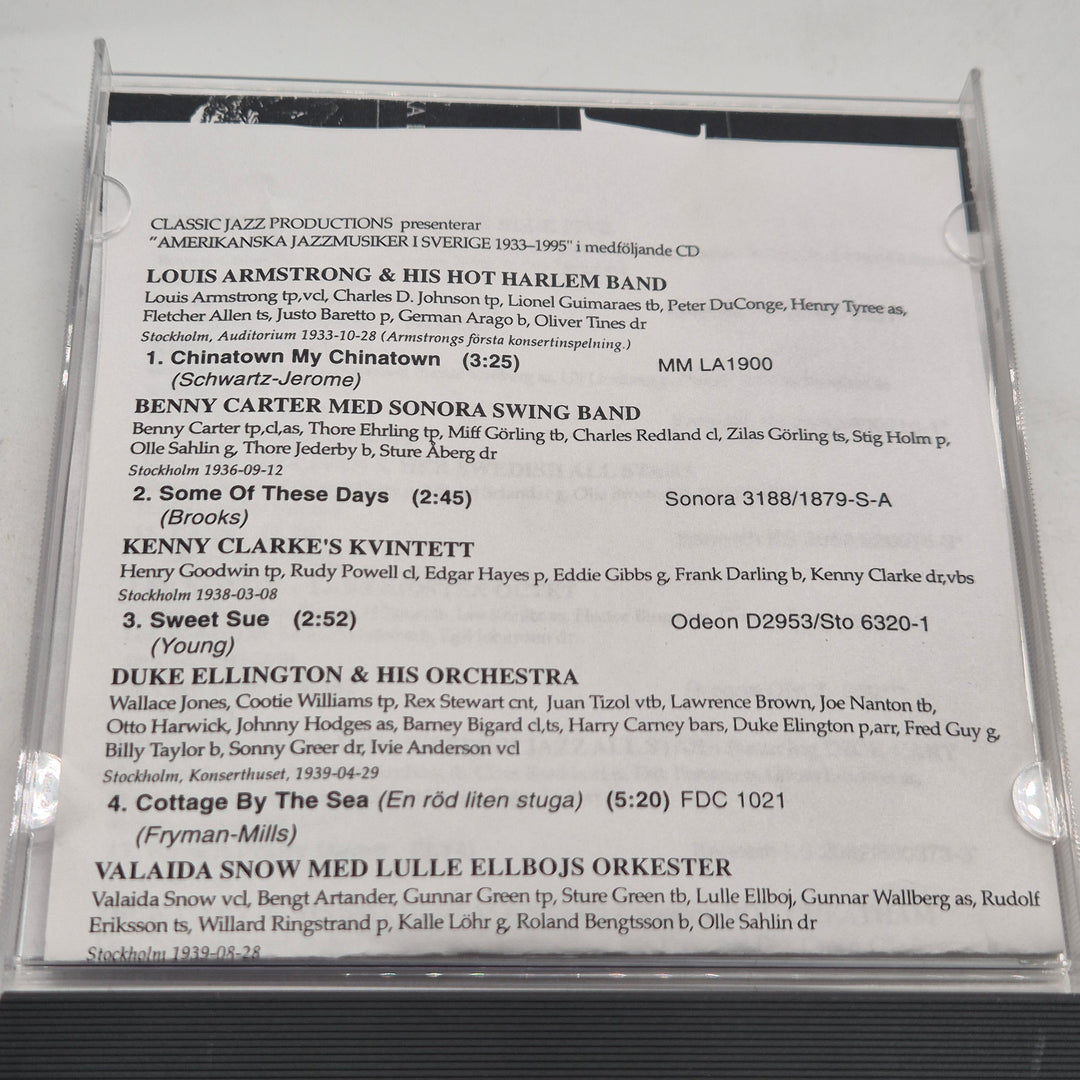 CLASSIC JAZZ PRODUCTIONS presenterar
"AMERIKANSKA JAZZMUSIKER I SVERIGE 1933–1995" i medföljande CD
LOUIS ARMSTRONG & HIS HOT HARLEM BAND
Louis Armstrong tp,vcl, Charles D. Johnson tp, Lionel Guimaraes tb, Peter DuConge, Henry Tyree as,
Fletcher Allen ts, Justo Baretto p, German Arago b, Oliver Tines dr
Stockholm, Auditorium 1933-10-28 (Armstrongs första konsertinspelning.)
1. Chinatown My Chinatown (3:25) MM LA1900
(Schwartz-Jerome)
BENNY CARTER MED SONORA SWING BAND
Benny Carter tp,cl,as, Thore Ehrling tp, Miff Görling tb, Charles Redland cl, Zilas Görling ts, Stig Holm p,
Olle Sahlin g, Thore Jederby b, Sture Åberg dr
Stockholm 1936-09-12
2. Some Of These Days (2:45) Sonora 3188/1879-S-A
(Brooks)
KENNY CLARKE'S KVINTETT
Henry Goodwin tp, Rudy Powell cl, Edgar Hayes p, Eddie Gibbs g, Frank Darling b, Kenny Clarke dr,vbs
Stockholm 1938-03-08
3. Sweet Sue (2:52) Odeon D2953/Sto 6320-1
(Young)
DUKE ELLINGTON & HIS ORCHESTRA
Wallace Jones, Cootie Williams tp, Rex Stewart cnt, Juan Tizol vtb, Lawrence Brown, Joe Nanton tb,
Otto Harwick, Johnny Hodges as, Barney Bigard cl,ts, Harry Carney bars, Duke Elington p,arr, Fred Guy g,
Billy Taylor b, Sonny Greer dr, Ivie Anderson vcl
Stockholm, Konserthuset, 1939-04-29
4. Cottage By The Sea (En röd liten stuga) (5:20) FDC 1021
(Fryman-Mills)
VALAIDA SNOW MED LULLE ELLBOJS ORKESTER
Valaida Snow vcl, Bengt Artander, Gunnar Green tp, Sture Green tb, Lulle Ellboj, Gunnar Wallberg as, Rudolf
Eriksson ts, Willard Ringstrand p, Kalle Löhr g, Roland Bengtsson b, Olle Sahlin dr
Stockholm 1939-08-28